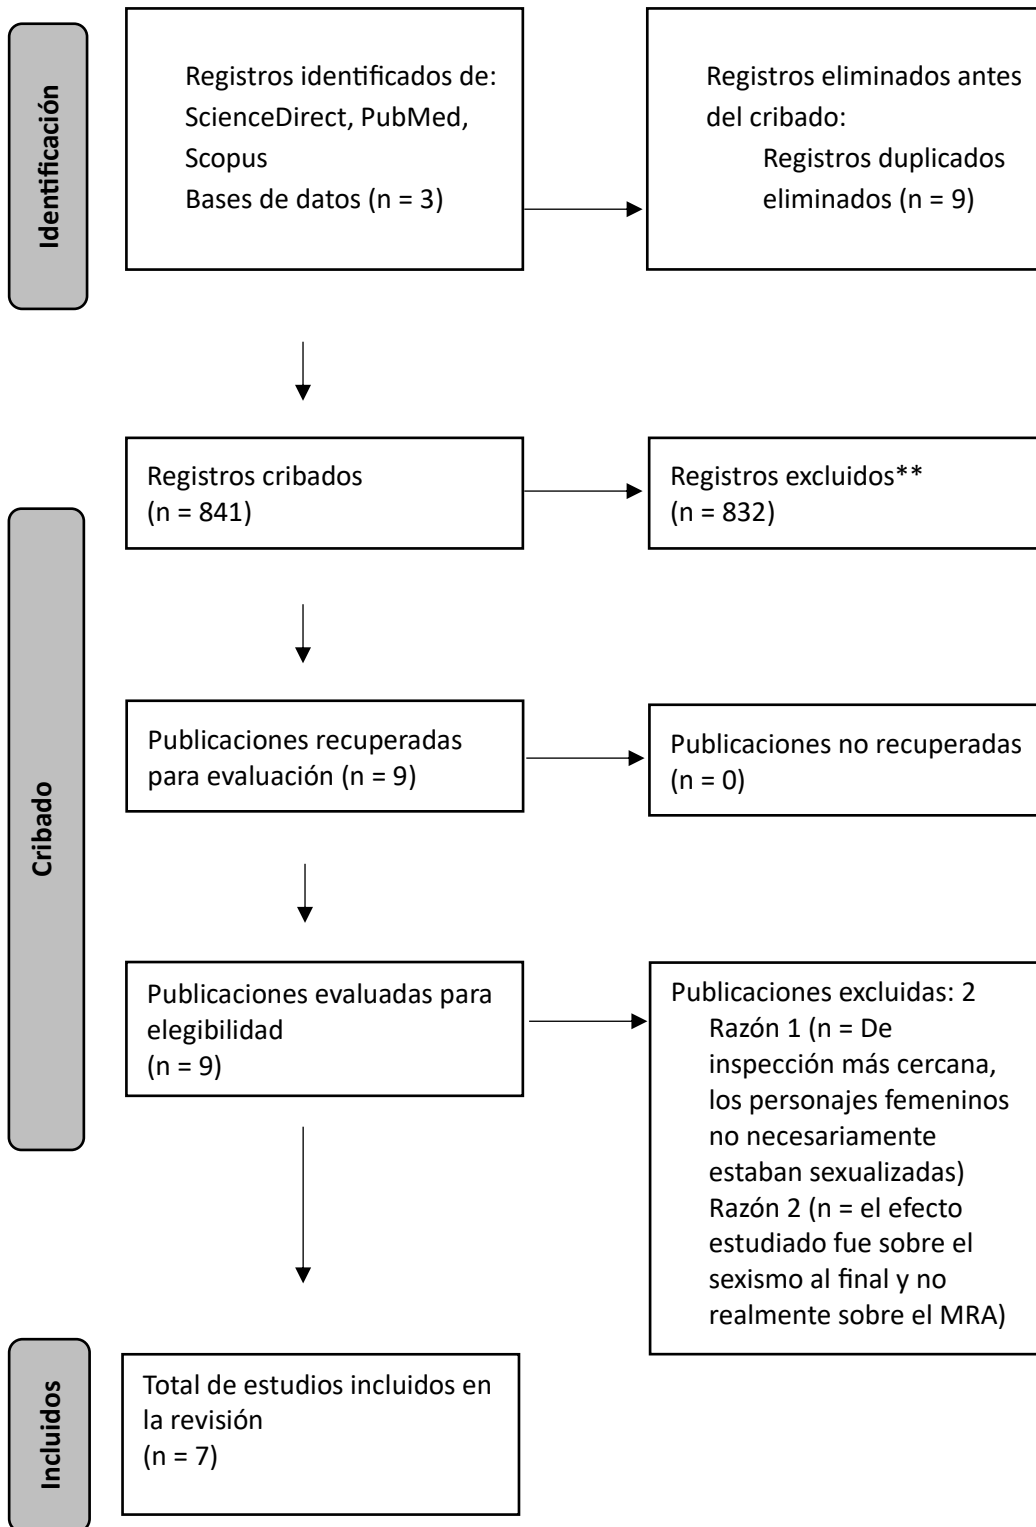 Identificación
Registros identificados de:
ScienceDirect, PubMed,
Scopus
Bases de datos (n = 3)
Registros eliminados antes
del cribado:
Registros duplicados
eliminados (n = 9)
Cribado
Registros cribados
(n = 841)
Registros excluidos**
(n = 832)
Publicaciones recuperadas
para evaluación (n = 9)
Publicaciones no recuperadas
(n = 0)
Publicaciones evaluadas para
elegibilidad
(n = 9)
Publicaciones excluidas: 2
Razón 1 (n = De
inspección más cercana,
los personajes femeninos
no necesariamente
estaban sexualizadas)
Razón 2 (n = el efecto
estudiado fue sobre el
sexismo al final y no
realmente sobre el MRA)
Incluidos
Total de estudios incluidos en
la revisión
(n = 7)